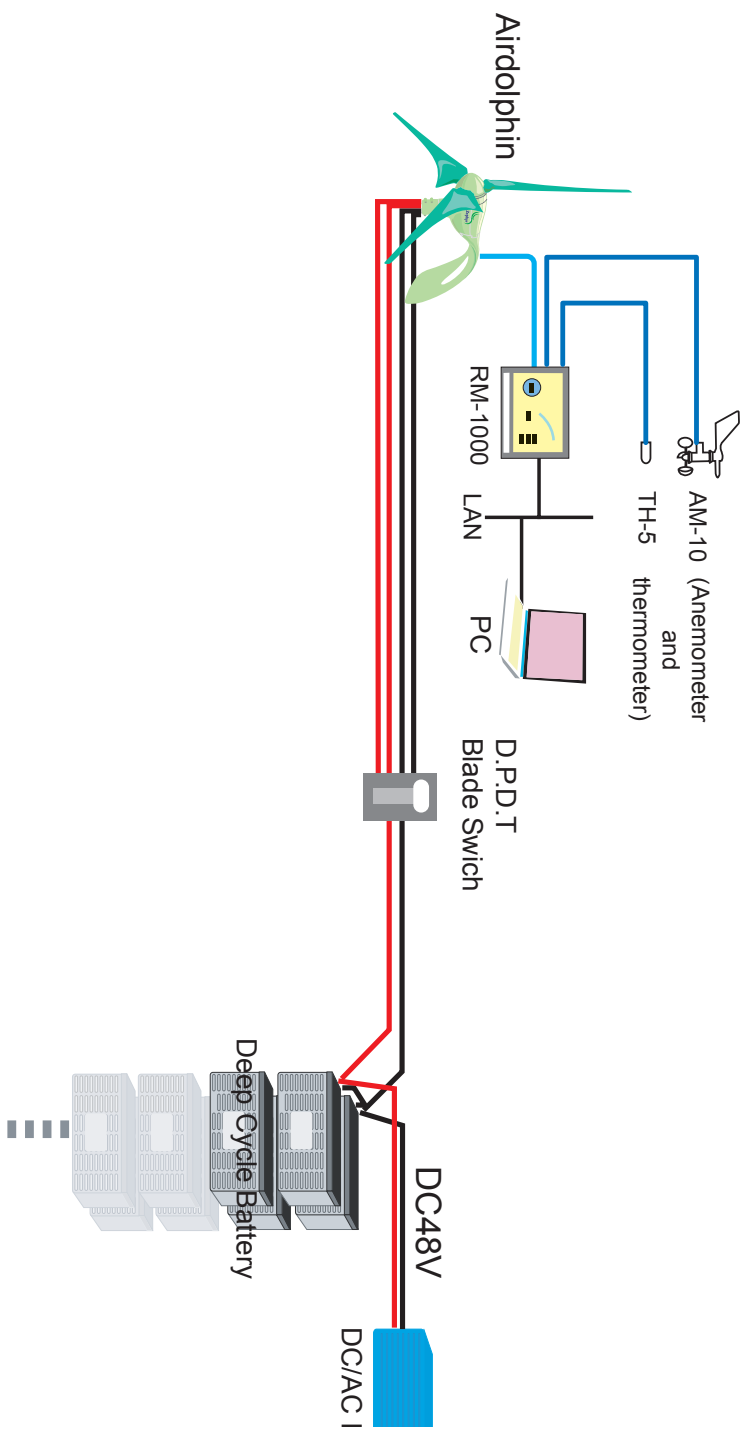 Airdolphin
AM-10 (Anemometer
and
TH-5 thermometer)
RM-1000
LAN
PC
D.P.D.T
Blade Swich
Deep Cycle Battery
DC48V
DC/AC I